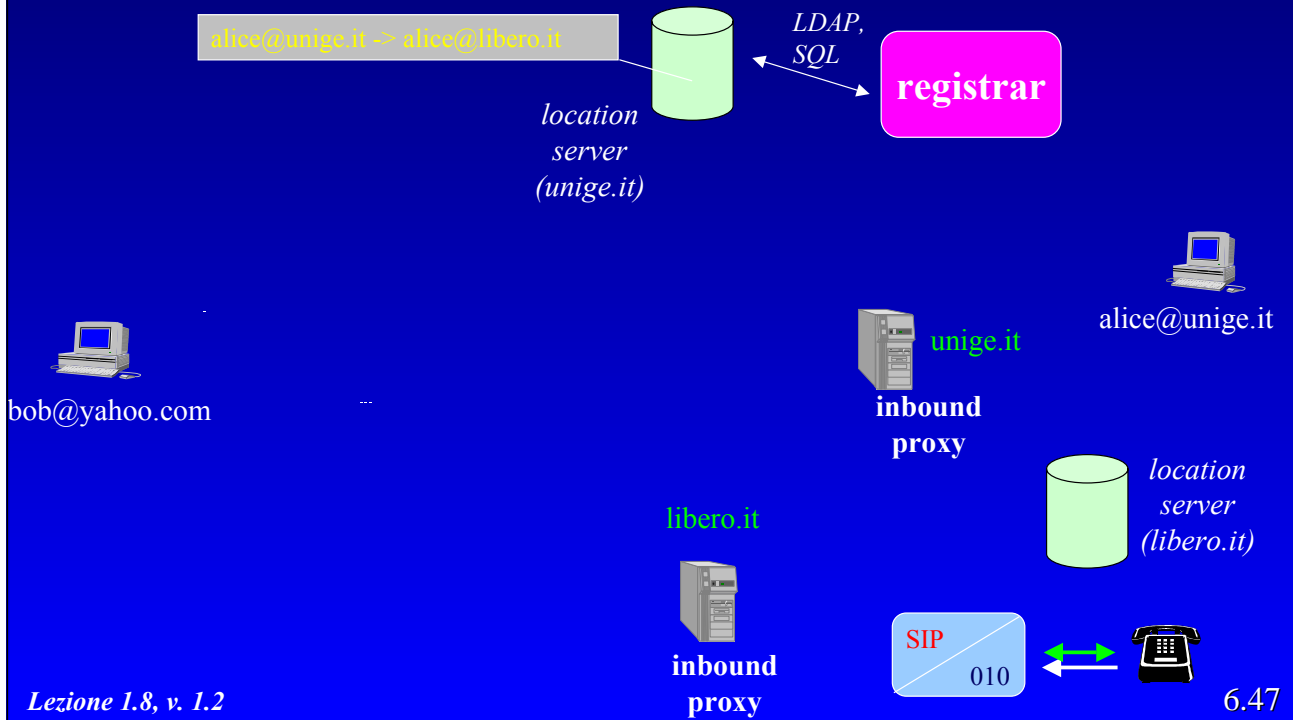 alice@unige.it -> alice@libero.it
LDAP,
SQL
registrar
location
server
(unige.it)
alice@unige.it
unige.it
bob@yahoo.com
inbound
proxy
location
server
(libero.it)
libero.it
SIP
010
inbound
proxy
Lezione 1.8, v. 1.2
6.47